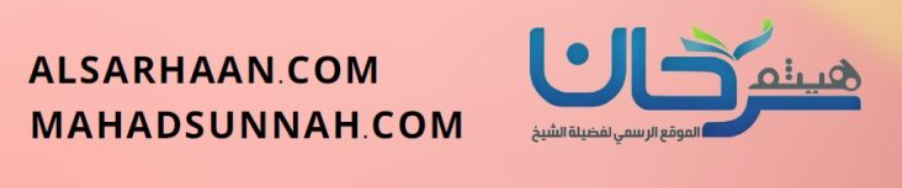 ALSARHAAN.COM
MAHADSUNNAH.COM
هيثم
سرحان
الموقع الرسمي لفضيلة الشيخ